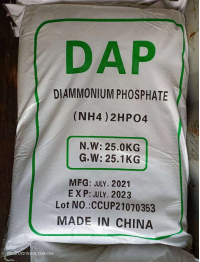 DAP
DIAMMONIUM PHOSPHATE
(NH4)2HPO4
N.W: 25.0KG
G.W: 25.1KG
MFG: JULY. 2021
EXP: JULY. 2023
Lot NO.:CCUP21070353
MADE IN CHINA